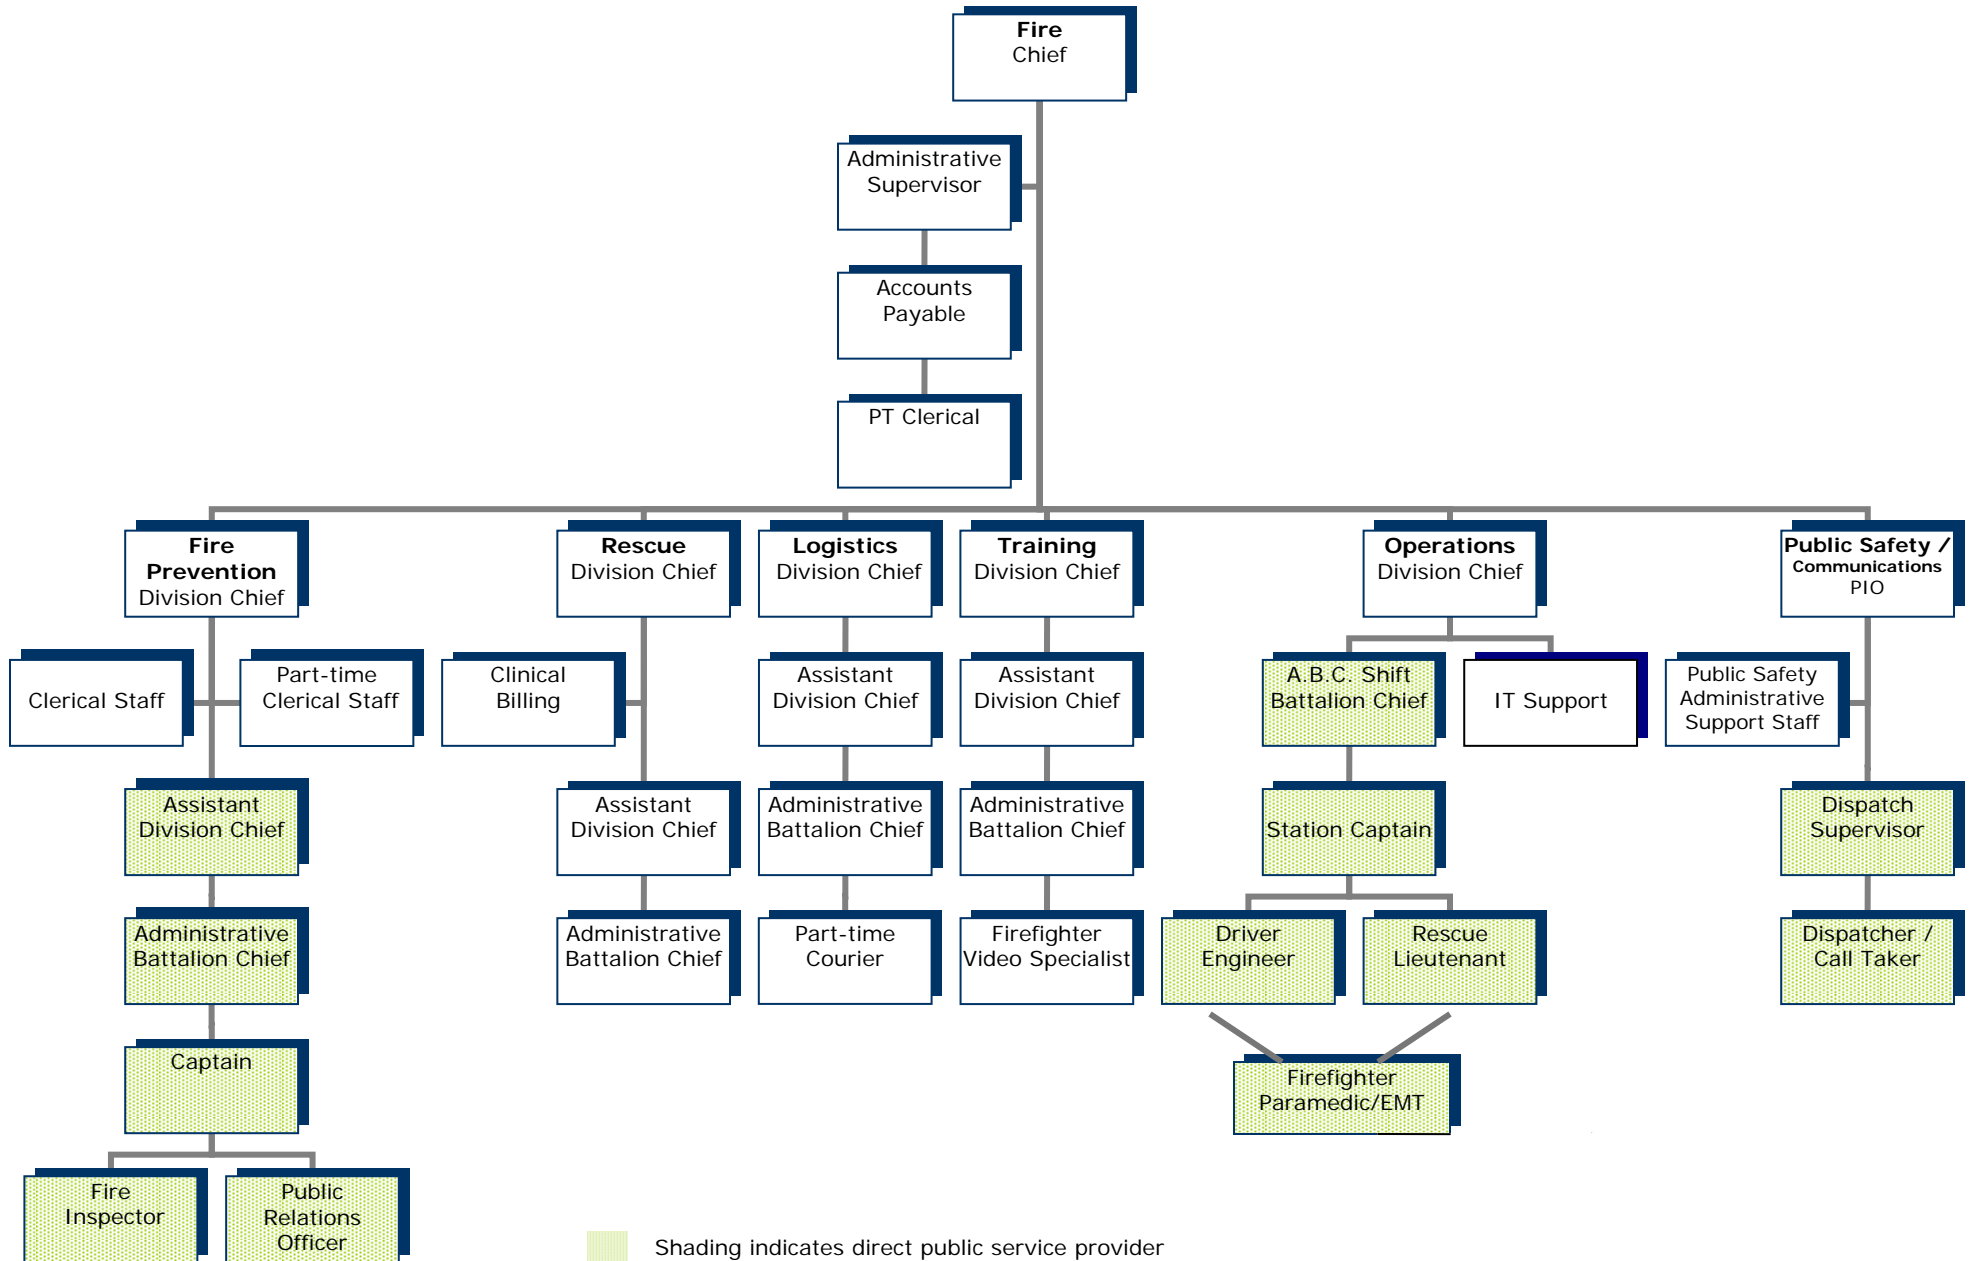 Fire
Chief
Administrative
Supervisor
Accounts
Payable
PT Clerical
Fire
Prevention
Division Chief
Rescue
Division Chief
Logistics
Division Chief
Training
Division Chief
Operations
Division Chief
Public Safety /
Communications
PIO
Clerical Staff
Part-time
Clerical Staff
Clinical
Billing
Assistant
Division Chief
Assistant
Division Chief
A.B.C. Shift
Battalion Chief
IT Support
Public Safety
Administrative
Support Staff
Assistant
Division Chief
Assistant
Division Chief
Administrative
Battalion Chief
Administrative
Battalion Chief
Station Captain
Dispatch
Supervisor
Administrative
Battalion Chief
Administrative
Battalion Chief
Part-time
Courier
Firefighter
Video Specialist
Driver
Engineer
Rescue
Lieutenant
Dispatcher /
Call Taker
Captain
Firefighter
Paramedic/EMT
Fire
Inspector
Public
Relations
Officer
Shading indicates direct public service provider